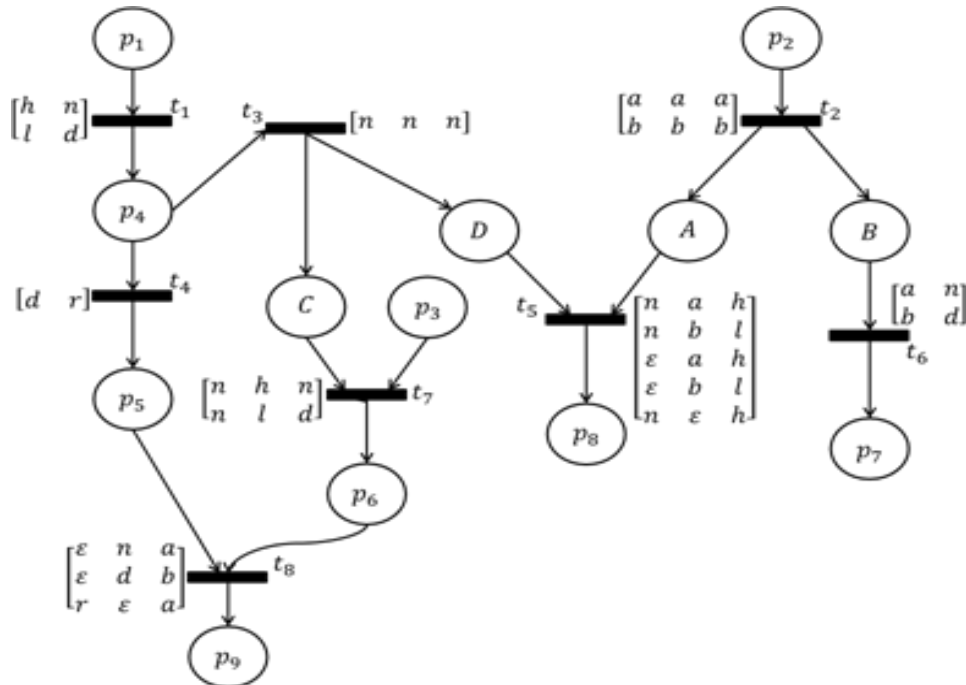 p₁
p₂
[h n
l d]
t₁
t₃
[n n n]
[a a a
b b b]
t₂
p₄
D
A
B
[d r]
t₄
C
p₃
t₅
[n a h
n b l
ε a h
ε b l
n ε h]
[a n
b d]
t₆
p₅
[n h n
n l d]
t₇
p₈
p₇
p₆
[ε n a
ε d b
r ε a]
t₈
p₉